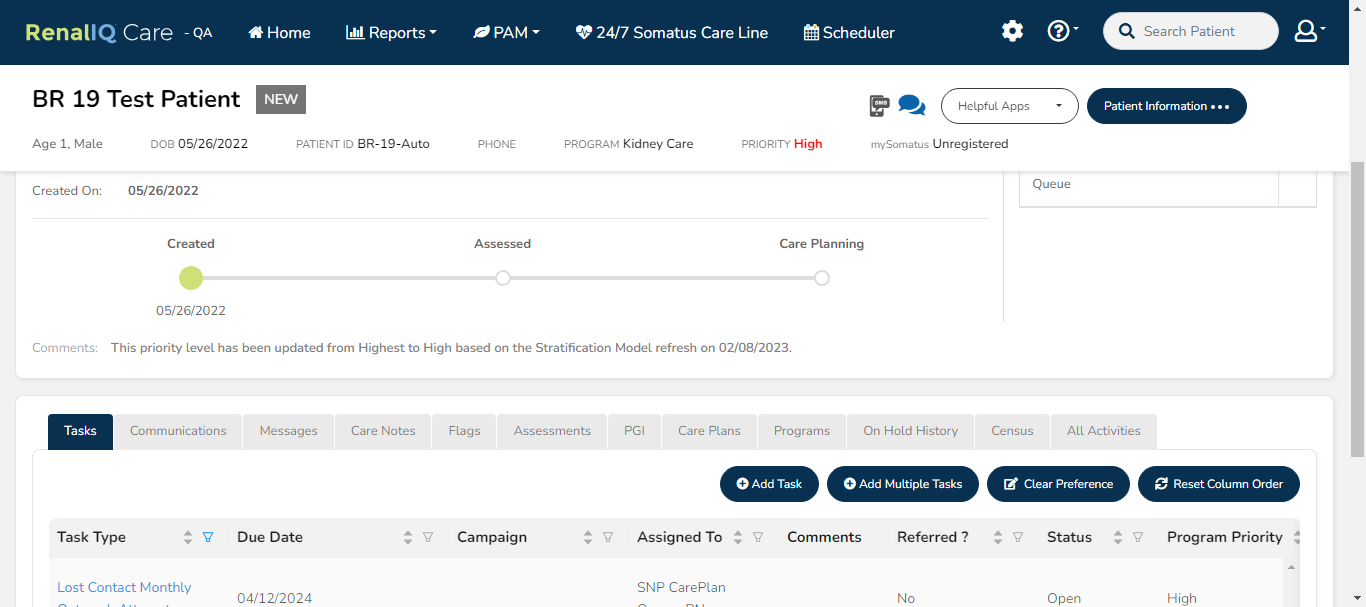 RenalIQ Care - QA Home Reports PAM 24/7 Somatus Care Line Scheduler Search Patient
BR 19 Test Patient NEW SMS Helpful Apps Patient Information
Age 1, Male DOB 05/26/2022 PATIENT ID BR-19-Auto PHONE PROGRAM Kidney Care PRIORITY High mySomatus Unregistered
Created On: 05/26/2022 Queue
Created Assessed Care Planning
05/26/2022
Comments: This priority level has been updated from Highest to High based on the Stratification Model refresh on 02/08/2023.
Tasks Communications Messages Care Notes Flags Assessments PGI Care Plans Programs On Hold History Census All Activities
Add Task Add Multiple Tasks Clear Preference Reset Column Order
Task Type Due Date Campaign Assigned To Comments Referred ? Status Program Priority
Lost Contact Monthly SNP CarePlan
04/12/2024 No Open High